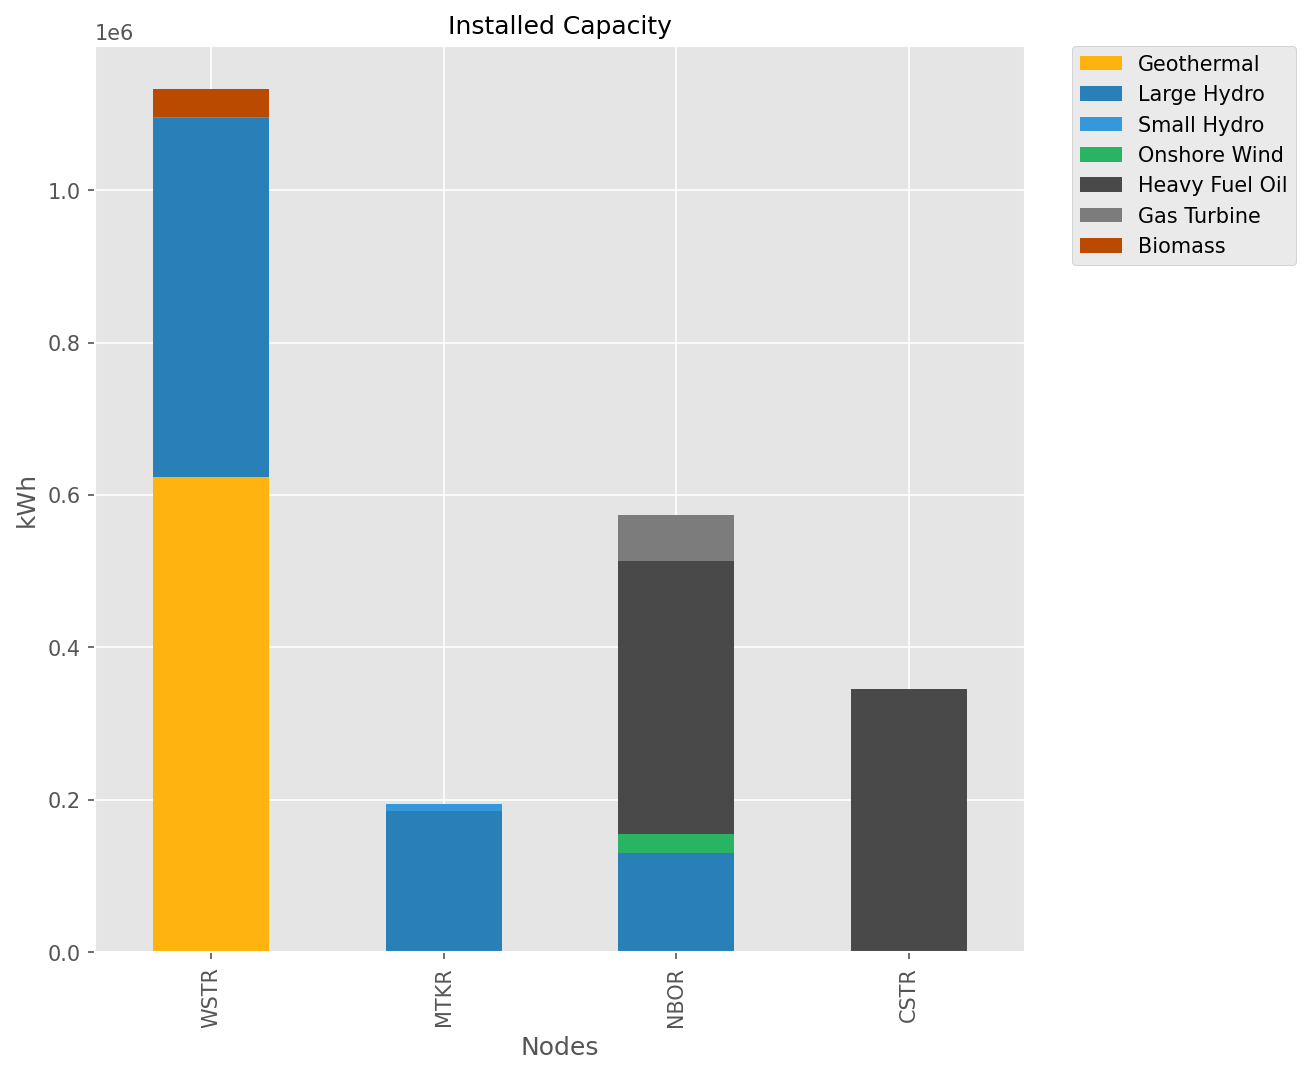 Installed Capacity
1e6
1.0
0.8
0.6
0.4
0.2
0.0
kWh
WSTR
MTKR
NBOR
CSTR
Nodes
Geothermal
Large Hydro
Small Hydro
Onshore Wind
Heavy Fuel Oil
Gas Turbine
Biomass